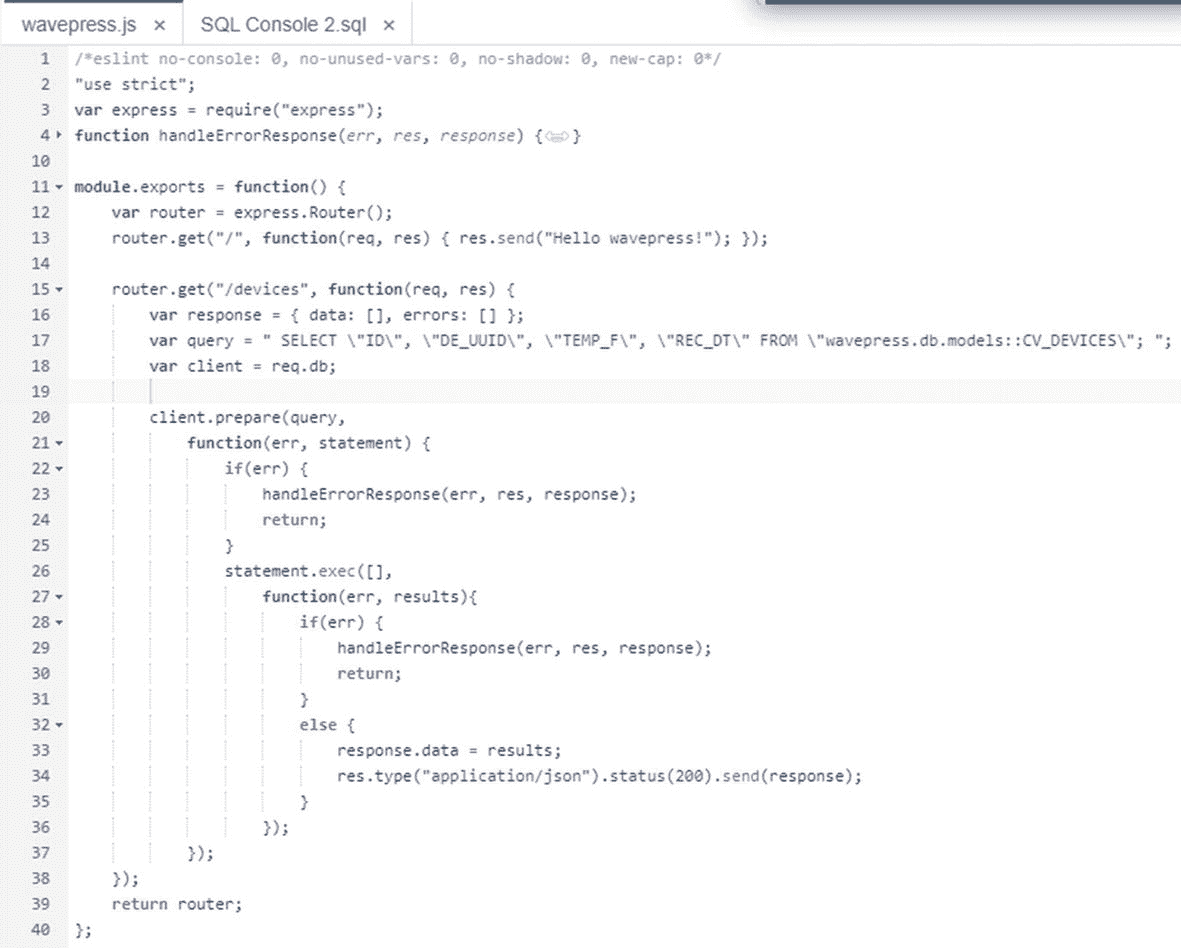 wavepress.js × SQL Console 2.sql ×
1 /*eslint no-console: 0, no-unused-vars: 0, no-shadow: 0, new-cap: 0*/
2 "use strict";
3 var express = require("express");
4 function handleErrorResponse(err, res, response) {}
10
11 module.exports = function() {
12 var router = express.Router();
13 router.get("/", function(req, res) { res.send("Hello wavepress!"); });
14
15 router.get("/devices", function(req, res) {
16 var response = { data: [], errors: [] };
17 var query = " SELECT \"ID\", \"DE_UUID\", \"TEMP_F\", \"REC_DT\" FROM \"wavepress.db.models::CV_DEVICES\"; ";
18 var client = req.db;
19
20 client.prepare(query,
21 function(err, statement) {
22 if(err) {
23 handleErrorResponse(err, res, response);
24 return;
25 }
26 statement.exec([],
27 function(err, results){
28 if(err) {
29 handleErrorResponse(err, res, response);
30 return;
31 }
32 else {
33 response.data = results;
34 res.type("application/json").status(200).send(response);
35 }
36 });
37 });
38 });
39 return router;
40 };